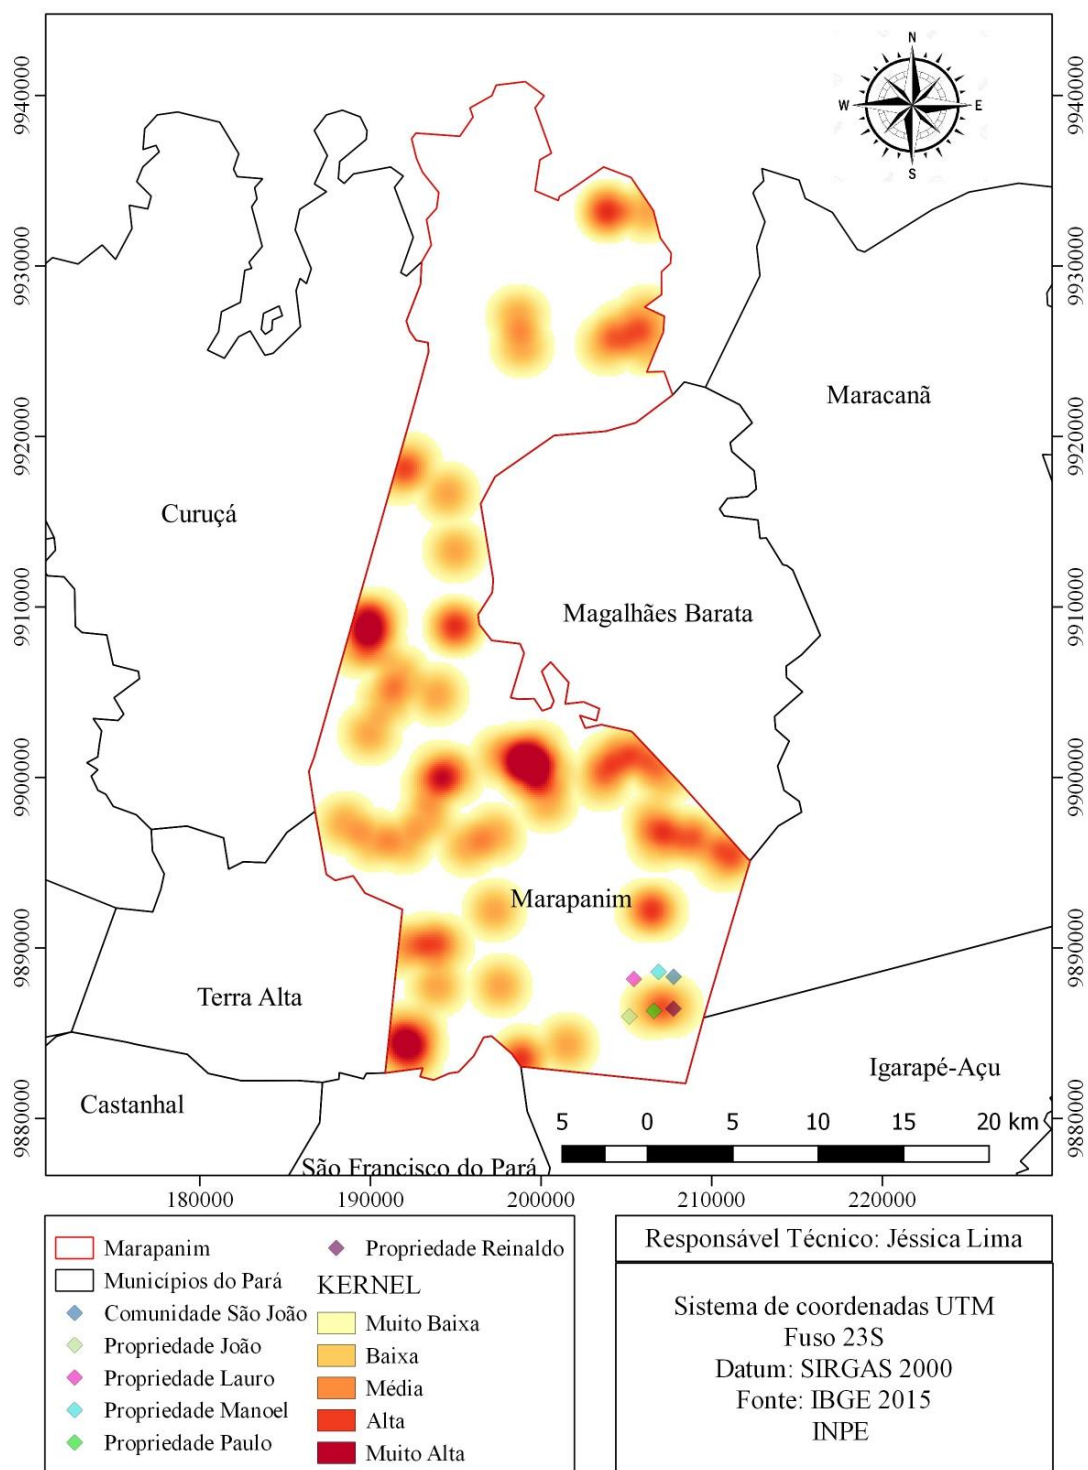 N
W E
S
9940000 9940000
9930000 9930000
Maracanã
9920000 9920000
Curuçá
9910000 9910000
Magalhães Barata
9900000 9900000
Marapanim
9890000 9890000
Terra Alta
Igarapé-Açu
Castanhal
9880000 9880000
5 0 5 10 15 20 km
São Francisco do Pará
180000 190000 200000 210000 220000
Marapanim
Municípios do Pará
Comunidade São João
Propriedade João
Propriedade Lauro
Propriedade Manoel
Propriedade Paulo
Propriedade Reinaldo
KERNEL
Muito Baixa
Baixa
Média
Alta
Muito Alta
Responsável Técnico: Jéssica Lima
Sistema de coordenadas UTM
Fuso 23S
Datum: SIRGAS 2000
Fonte: IBGE 2015
INPE